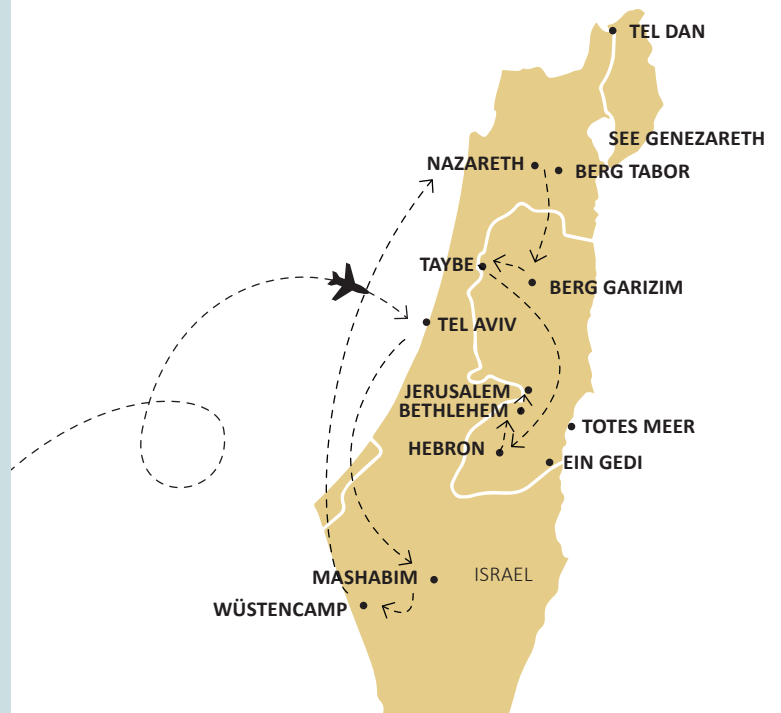 TEL DAN
SEE GENEZARETH
NAZARETH
BERG TABOR
TAYBE
BERG GARIZIM
TEL AVIV
JERUSALEM
BETHLEHEM
TOTES MEER
HEBRON
EIN GEDI
MASHABIM
ISRAEL
WÜSTENCAMP